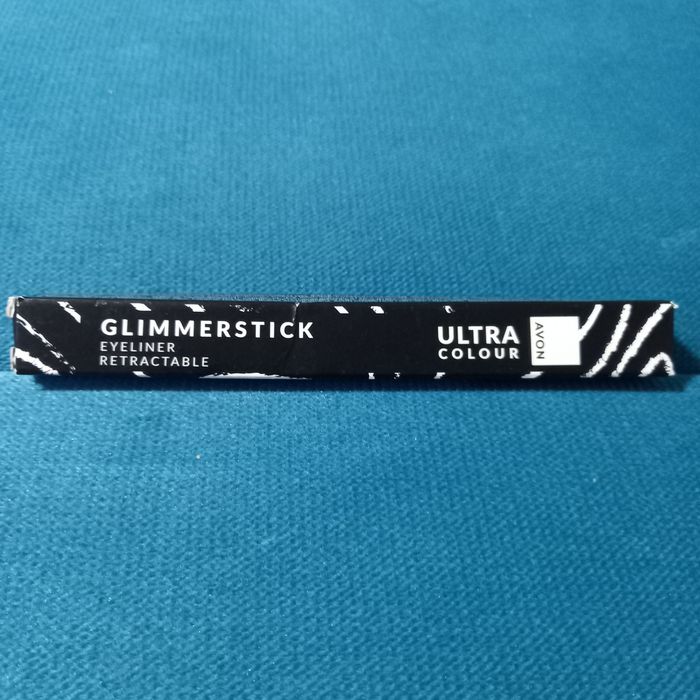 GLIMMERSTICK
EYELINER
RETRACTABLE
ULTRA
COLOUR
AVON